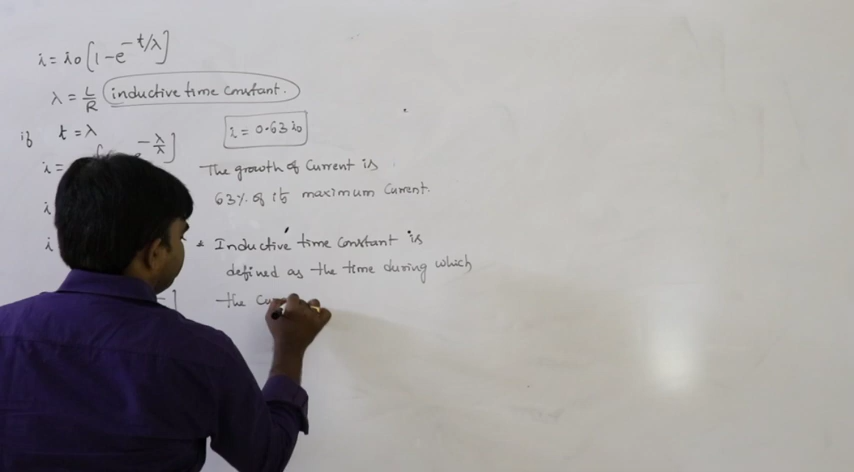 i = i0 [1 - e^-t/λ]
λ = L/R inductive time constant.
if t = λ
i = 0.63 i0
i = - λ/λ ]
The growth of Current is
63% of its maximum Current.
i
* Inductive time constant is
i
defined as the time during which
the